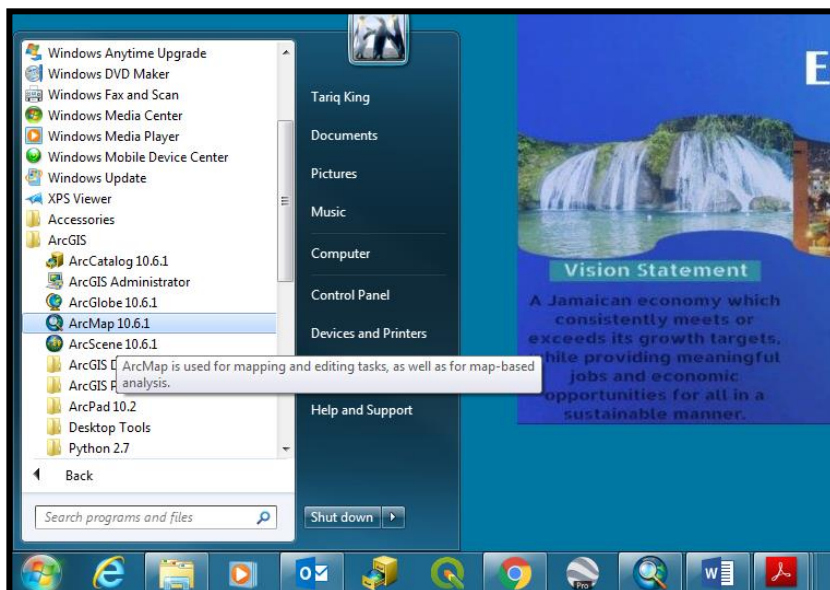 Windows Anytime Upgrade
Windows DVD Maker
Windows Fax and Scan
Windows Media Center
Windows Media Player
Windows Mobile Device Center
Windows Update
XPS Viewer
Accessories
ArcGIS
ArcCatalog 10.6.1
ArcGIS Administrator
ArcGlobe 10.6.1
ArcMap 10.6.1
ArcScene 10.6.1
ArcGIS
ArcGIS
ArcPad 10.2
Desktop Tools
Python 2.7
Back
Search programs and files
ArcMap is used for mapping and editing tasks, as well as for map-based
analysis.
Tariq King
Documents
Pictures
Music
Computer
Control Panel
Devices and Printers
Help and Support
Shut down
E
Vision Statement
A Jamaican economy which
consistently meets or
exceeds its growth targets,
while providing meaningful
jobs and economic
opportunities for all in a
sustainable manner.
Pro
W